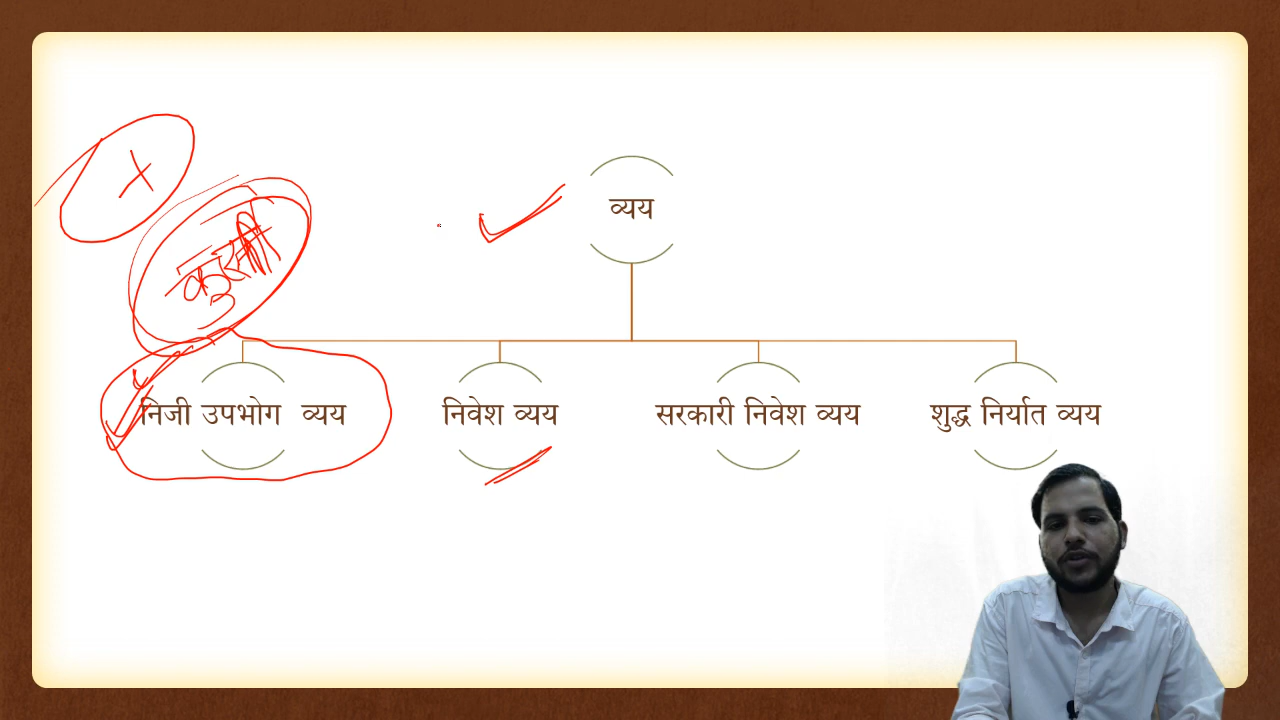 व्यय
कुर्सी
निजी उपभोग व्यय
निवेश व्यय
सरकारी निवेश व्यय
शुद्ध निर्यात व्यय